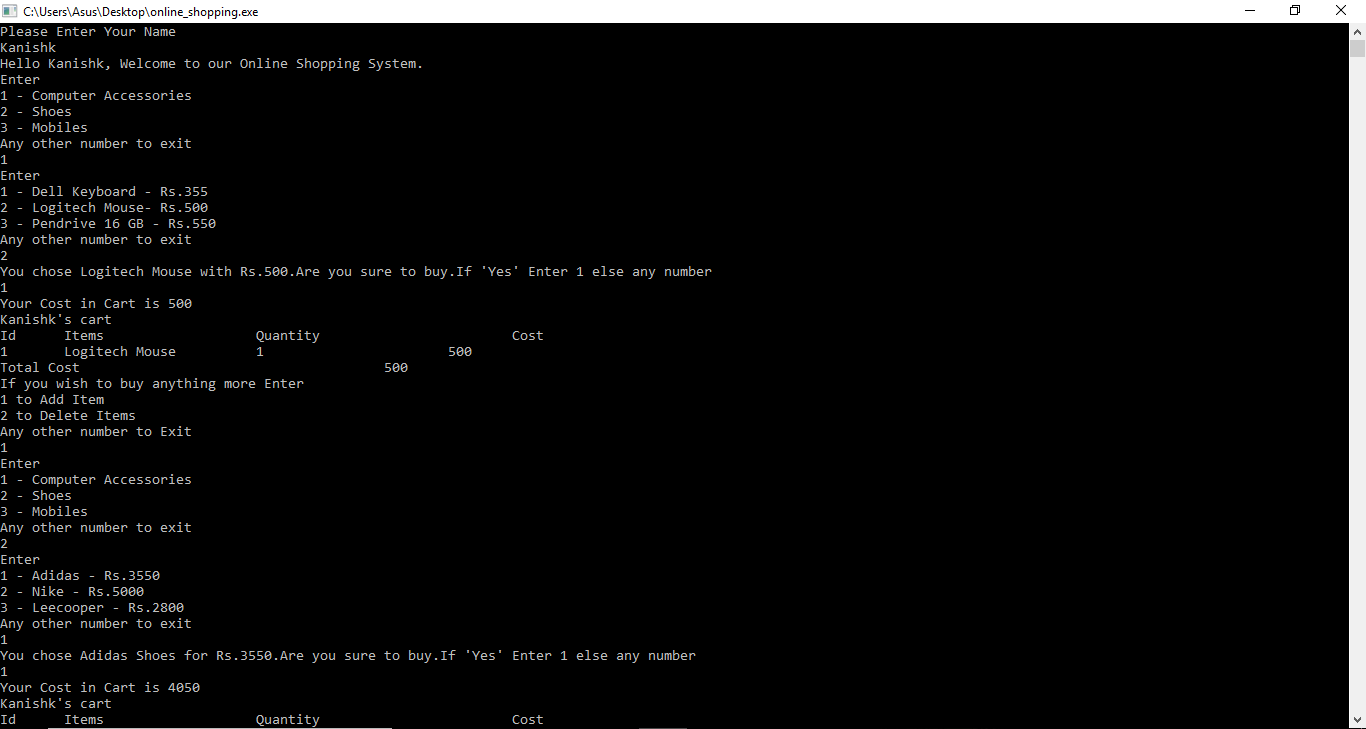 C:\Users\Asus\Desktop\online_shopping.exe
Please Enter Your Name
Kanishk
Hello Kanishk, Welcome to our Online Shopping System.
Enter
1 - Computer Accessories
2 - Shoes
3 - Mobiles
Any other number to exit
1
Enter
1 - Dell Keyboard - Rs.355
2 - Logitech Mouse- Rs.500
3 - Pendrive 16 GB - Rs.550
Any other number to exit
2
You chose Logitech Mouse with Rs.500.Are you sure to buy.If 'Yes' Enter 1 else any number
1
Your Cost in Cart is 500
Kanishk's cart
Id      Items                   Quantity                        Cost
1       Logitech Mouse          1                       500
Total Cost                                      500
If you wish to buy anything more Enter
1 to Add Item
2 to Delete Items
Any other number to Exit
1
Enter
1 - Computer Accessories
2 - Shoes
3 - Mobiles
Any other number to exit
2
Enter
1 - Adidas - Rs.3550
2 - Nike - Rs.5000
3 - Leecooper - Rs.2800
Any other number to exit
1
You chose Adidas Shoes for Rs.3550.Are you sure to buy.If 'Yes' Enter 1 else any number
1
Your Cost in Cart is 4050
Kanishk's cart
Id      Items                   Quantity                        Cost